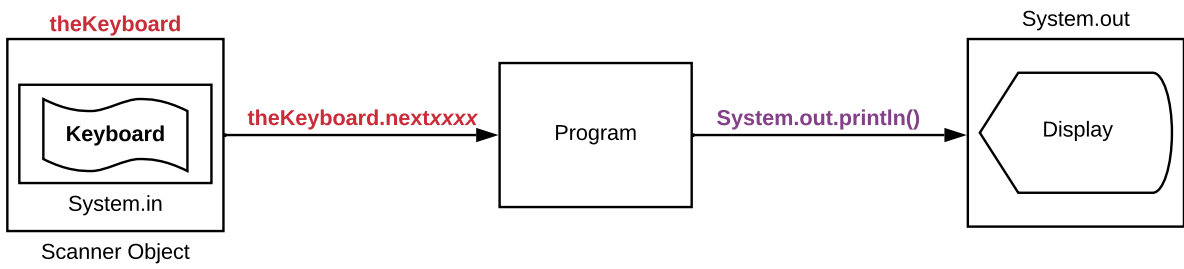 theKeyboard
Keyboard
System.in
Scanner Object
theKeyboard.nextxxxx
Program
System.out.println()
System.out
Display